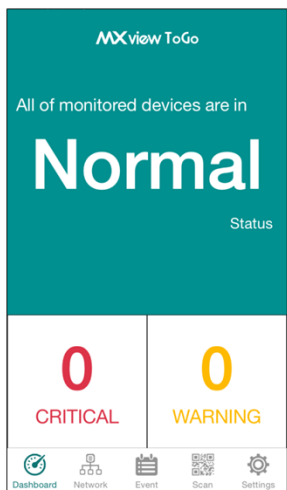 MXview ToGo
All of monitored devices are in
Normal
Status
0
0
CRITICAL
WARNING
Dashboard
Network
Event
Scan
Settings